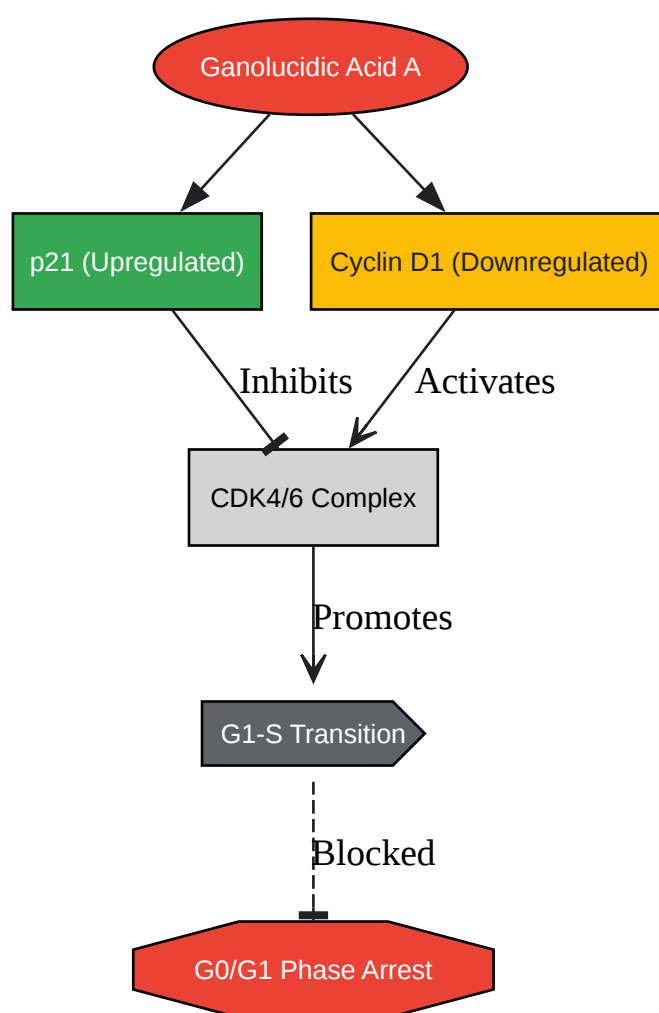 Ganolucidic Acid A
p21 (Upregulated)
Cyclin D1 (Downregulated)
Inhibits
Activates
CDK4/6 Complex
Promotes
G1-S Transition
Blocked
G0/G1 Phase Arrest